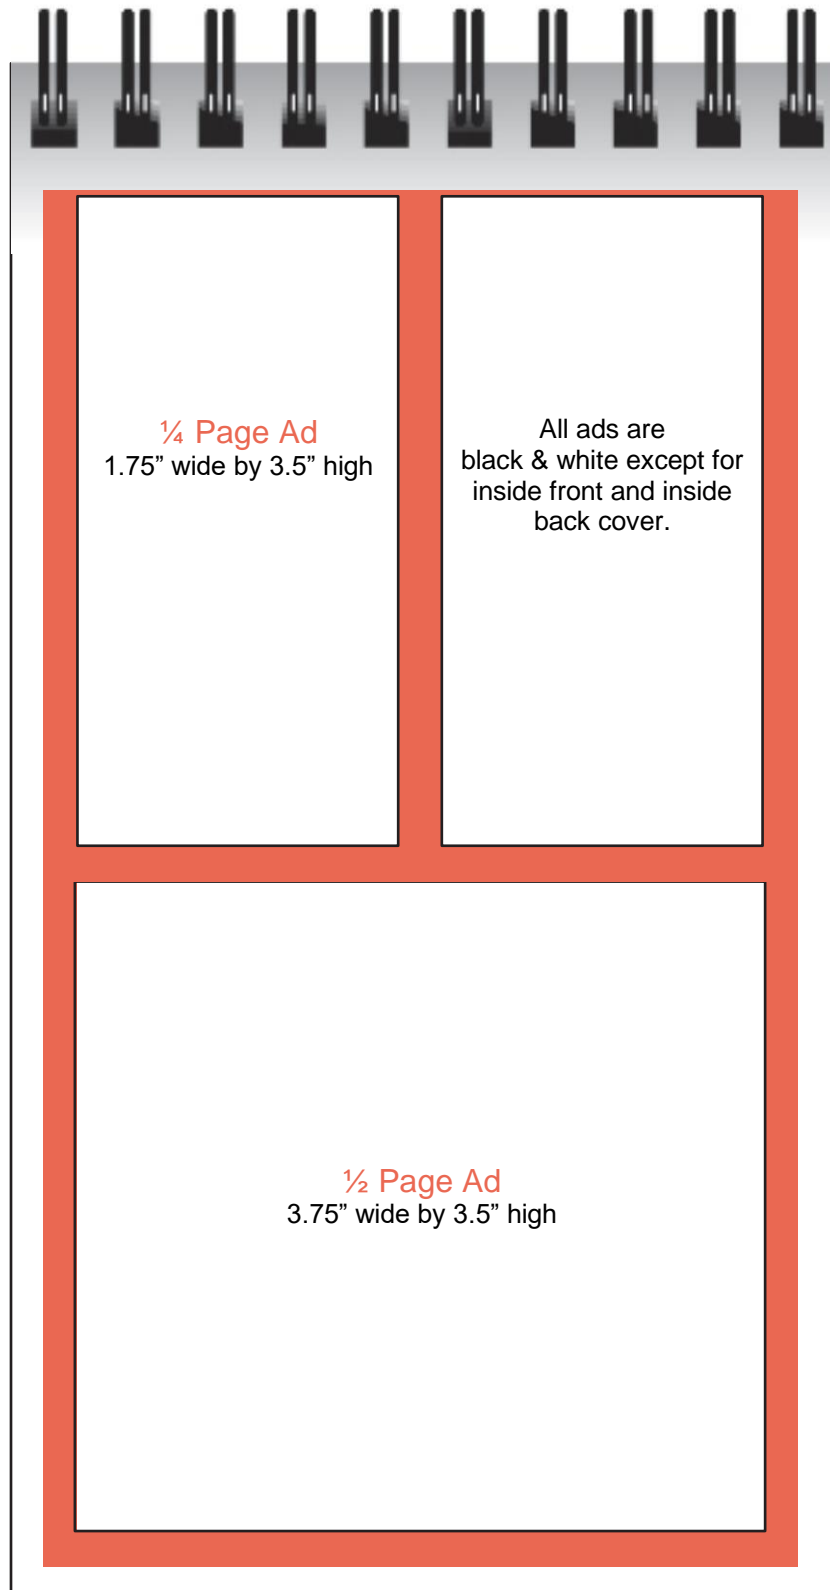 ¼ Page Ad
1.75” wide by 3.5” high
All ads are
black & white except for
inside front and inside
back cover.
½ Page Ad
3.75” wide by 3.5” high